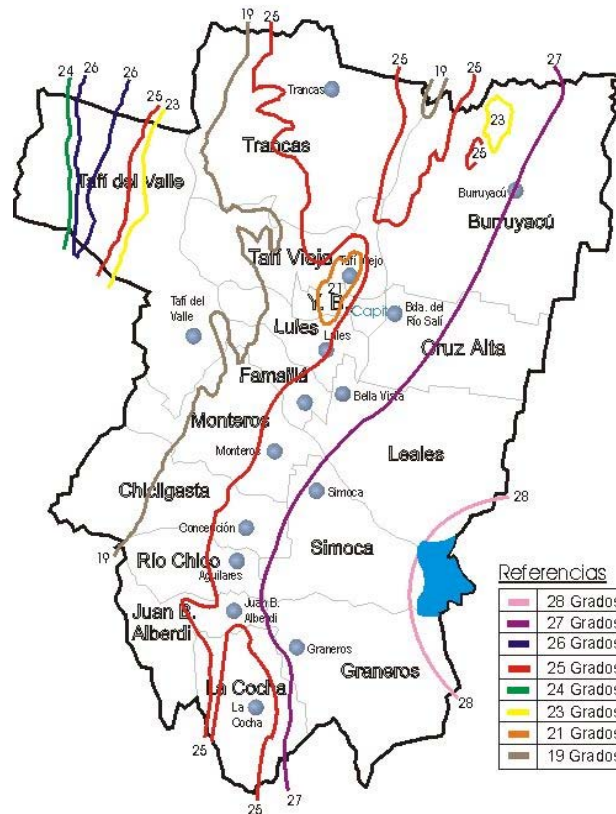 19
25
25
19
25
27
24
26
26
25
23
Trancas
Trancas
23
25
Tafí del Valle
Burruyacú
Burruyacú
Tafí Viejo
Tafí Viejo
21
Y. B.
Capit
Tafí del
Valle
Lules
Lules
Bda. del
Río Salí
Cruz Alta
Famaillá
Bella Vista
Monteros
Monteros
Leales
Chicligasta
Simoca
28
Concepción
Simoca
19
Río Chico
Aguilares
Referencias
28 Grados
27 Grados
26 Grados
25 Grados
24 Grados
23 Grados
21 Grados
19 Grados
Juan B.
Alberdi
Juan B.
Alberdi
Graneros
Graneros
La Cocha
La
Cocha
28
25
25
27